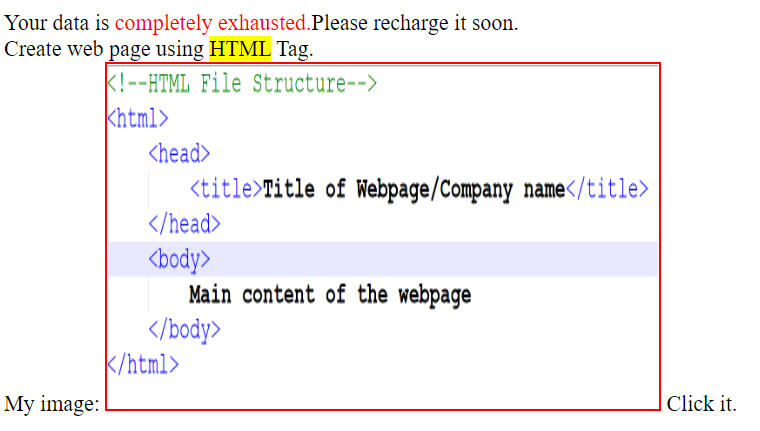 Your data is completely exhausted.Please recharge it soon.
Create web page using HTML Tag.
<!--HTML File Structure-->
<html>
<head>
<title>Title of Webpage/Company name</title>
</head>
<body>
Main content of the webpage
</body>
</html>
My image: Click it.